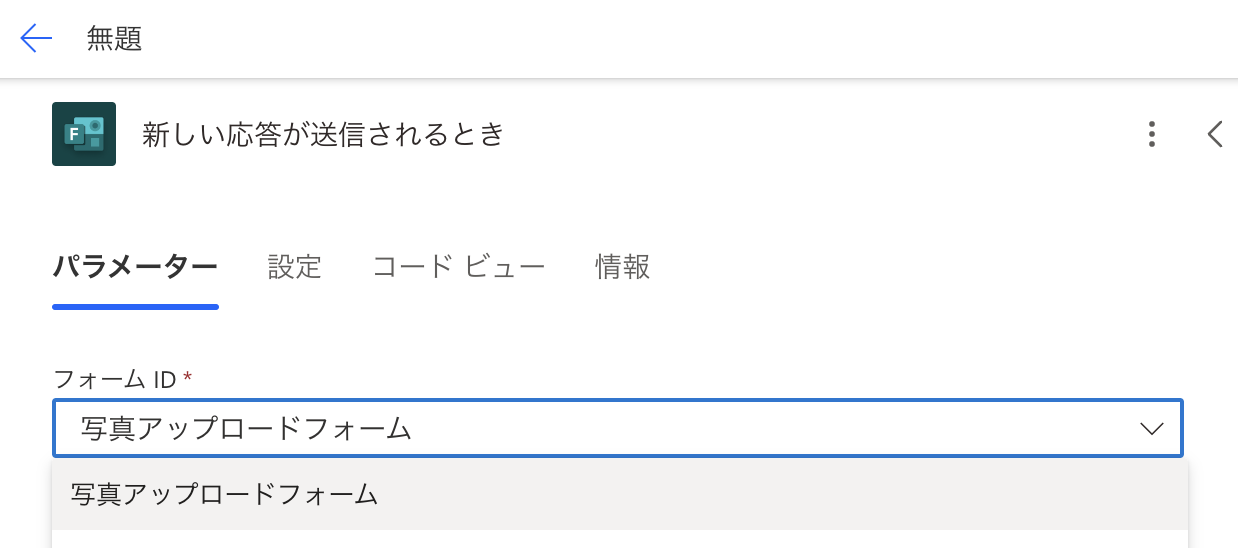 無題
F
新しい応答が送信されるとき
パラメーター 設定 コード ビュー 情報
フォーム ID *
写真アップロードフォーム
写真アップロードフォーム